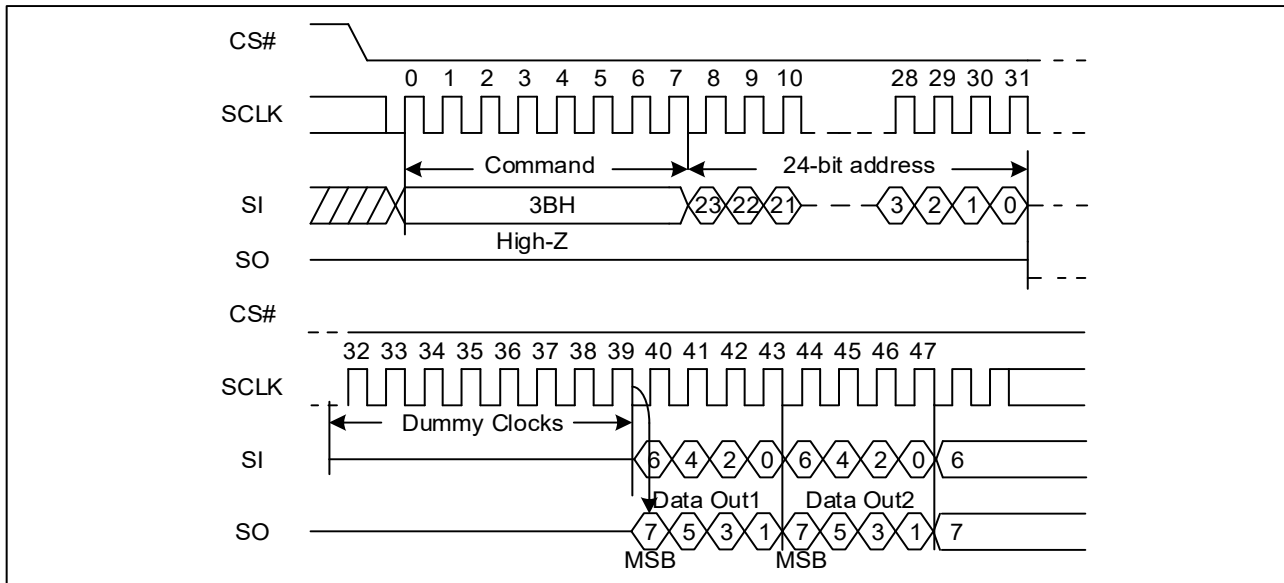 CS#
0 1 2 3 4 5 6 7 8 9 10 28 29 30 31
SCLK
Command 24-bit address
SI 3BH 23 22 21 3 2 1 0
High-Z
SO
CS#
32 33 34 35 36 37 38 39 40 41 42 43 44 45 46 47
SCLK
Dummy Clocks
SI 6 4 2 0 6 4 2 0 6
Data Out1 Data Out2
SO 7 5 3 1 7 5 3 1 7
MSB MSB